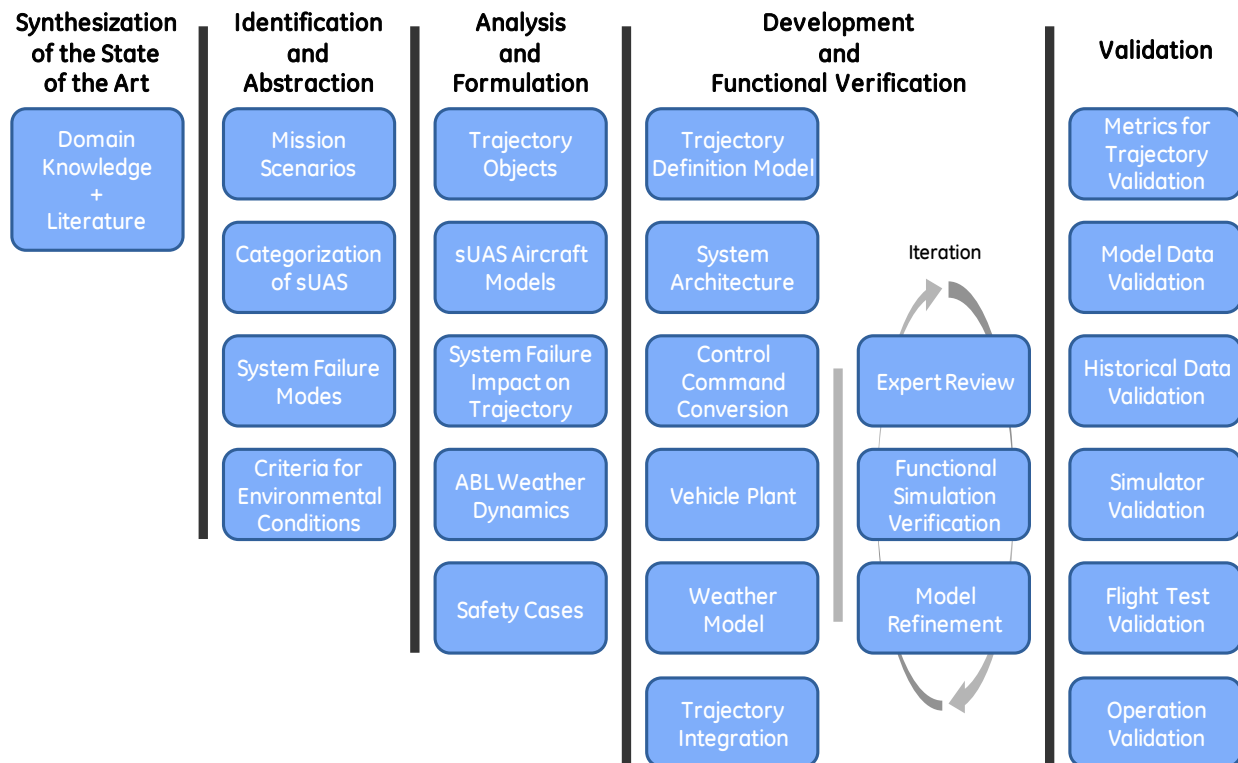 Synthesization
of the State
of the Art
Domain
Knowledge
+
Literature
Identification
and
Abstraction
Mission
Scenarios
Categorization
of sUAS
System Failure
Modes
Criteria for
Environmental
Conditions
Analysis
and
Formulation
Trajectory
Objects
sUAS Aircraft
Models
System Failure
Impact on
Trajectory
ABL Weather
Dynamics
Safety Cases
Development
and
Functional Verification
Trajectory
Definition Model
System
Architecture
Control
Command
Conversion
Vehicle Plant
Weather
Model
Trajectory
Integration
Iteration
Expert Review
Functional
Simulation
Verification
Model
Refinement
Validation
Metrics for
Trajectory
Validation
Model Data
Validation
Historical Data
Validation
Simulator
Validation
Flight Test
Validation
Operation
Validation